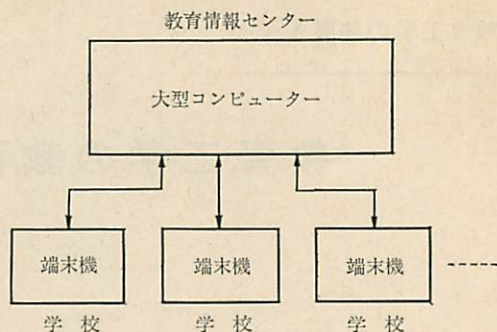 教育情報センター
大型コンピューター
端末機 端末機 端末機
学校 学校 学校